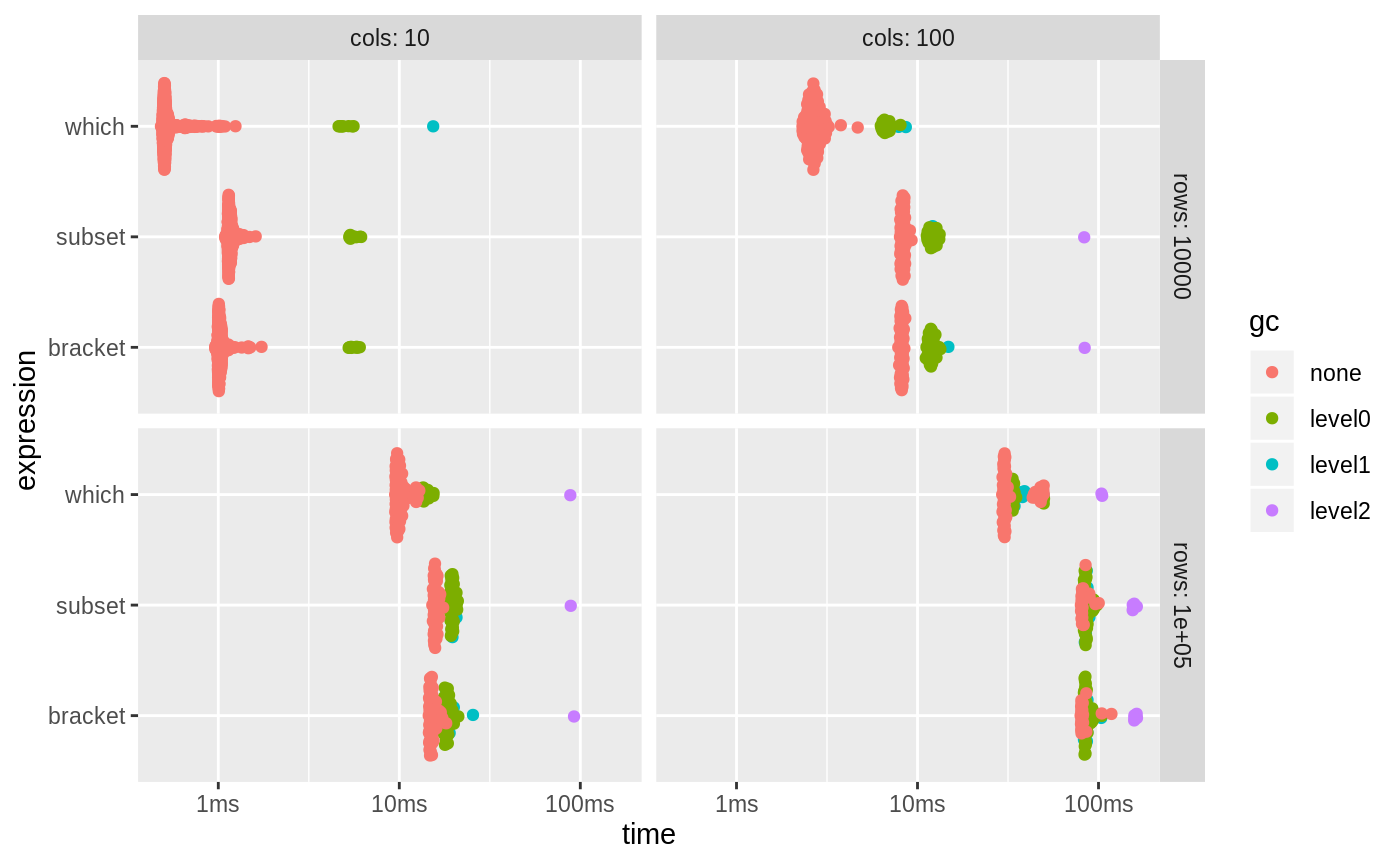 cols: 10
cols: 100
which
subset
bracket
rows: 10000
which
subset
bracket
rows: 1e+05
expression
1ms
10ms
100ms
1ms
10ms
100ms
time
gc
none
level0
level1
level2